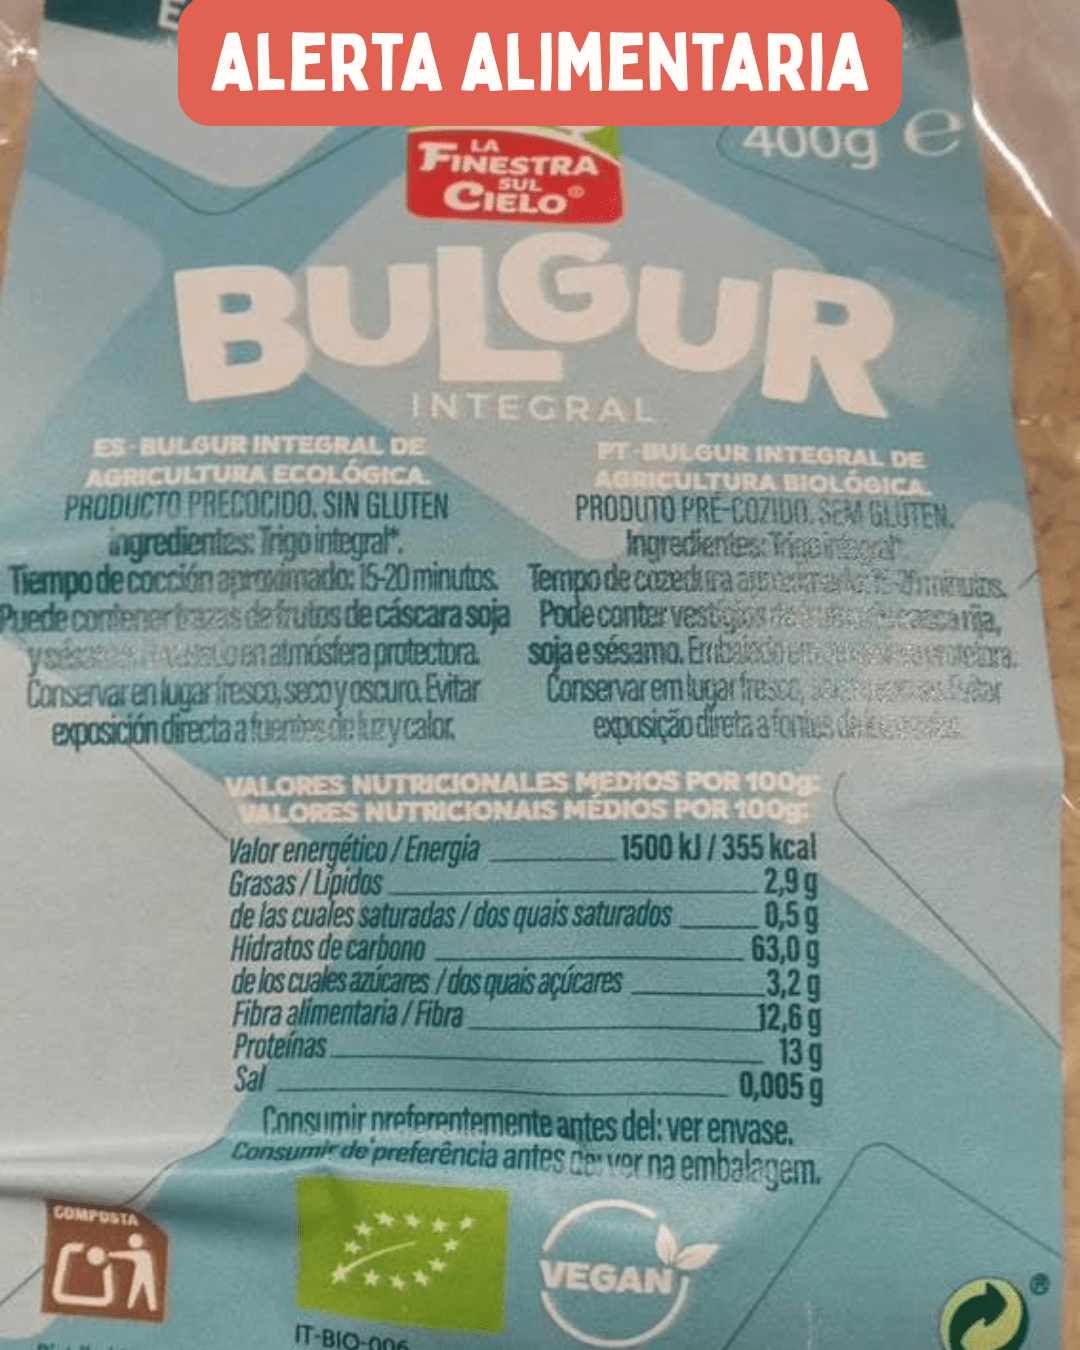 ALERTA ALIMENTARIA
400g e
LA
FINESTRA
SUL
CIELO®
BULGUR
INTEGRAL
ES - BULGUR INTEGRAL DE
AGRICULTURA ECOLÓGICA.
PRODUCTO PRECOCIDO. SIN GLUTEN
ingredientes: Trigo integral*.
Tiempo de cocción aproximado: 15-20 minutos.
Puede contener trazas de frutos de cáscara soja
y en atmósfera protectora.
Conservar en lugar fresco, seco y oscuro. Evitar
exposición directa a fuentes de luz y calor.
PT - BULGUR INTEGRAL DE
AGRICULTURA BIOLÓGICA.
PRODUTO PRÉ-COZIDO. SEM GLUTEN.
Ingredientes: Trigo integral*.
Tempo de cozedura minutos.
Pode conter vestígios rija,
soja e sésamo.
Conservar em lugar fresco,
exposição direta a fontes
VALORES NUTRICIONALES MEDIOS POR 100g:
VALORES NUTRICIONAIS MÉDIOS POR 100g:
Valor energético / Energia 1500 kJ / 355 kcal
Grasas / Lípidos 2,9 g
de las cuales saturadas / dos quais saturados 0,5 g
Hidratos de carbono 63,0 g
de los cuales azúcares / dos quais açúcares 3,2 g
Fibra alimentaria / Fibra 12,6 g
Proteínas 13 g
Sal 0,005 g
Consumir preferentemente antes del: ver envase.
Consumir de preferência antes de: ver na embalagem.
COMPOSTA
VEGAN
®
IT-BIO-006